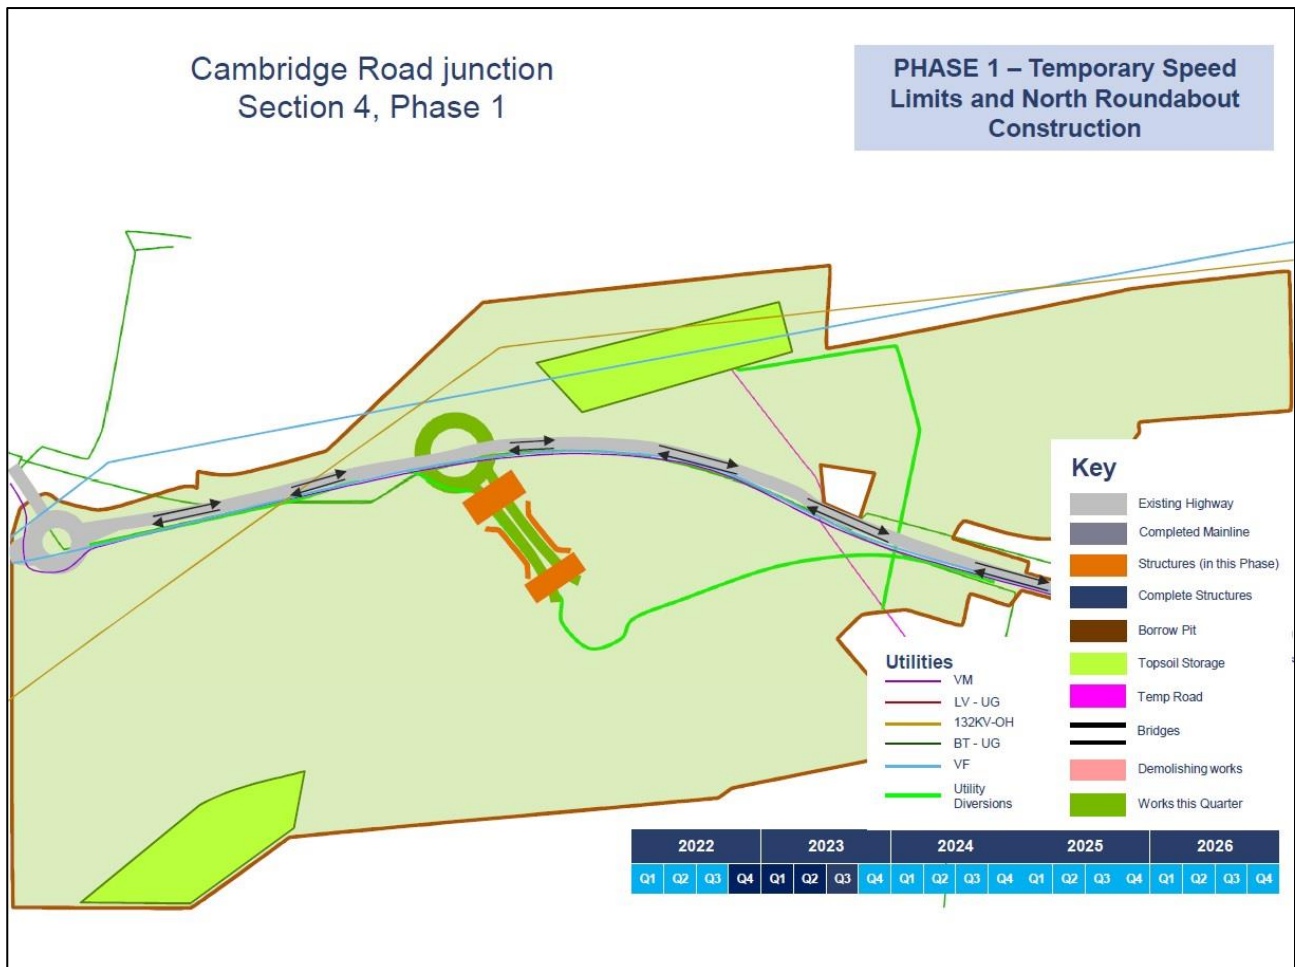 Cambridge Road junction
Section 4, Phase 1
PHASE 1 – Temporary Speed
Limits and North Roundabout
Construction
Key
Existing Highway
Completed Mainline
Structures (in this Phase)
Complete Structures
Borrow Pit
Topsoil Storage
Temp Road
Bridges
Demolishing works
Works this Quarter
Utilities
VM
LV - UG
132KV-OH
BT - UG
VF
Utility
Diversions
2022 2023 2024 2025 2026
Q1 Q2 Q3 Q4 Q1 Q2 Q3 Q4 Q1 Q2 Q3 Q4 Q1 Q2 Q3 Q4 Q1 Q2 Q3 Q4